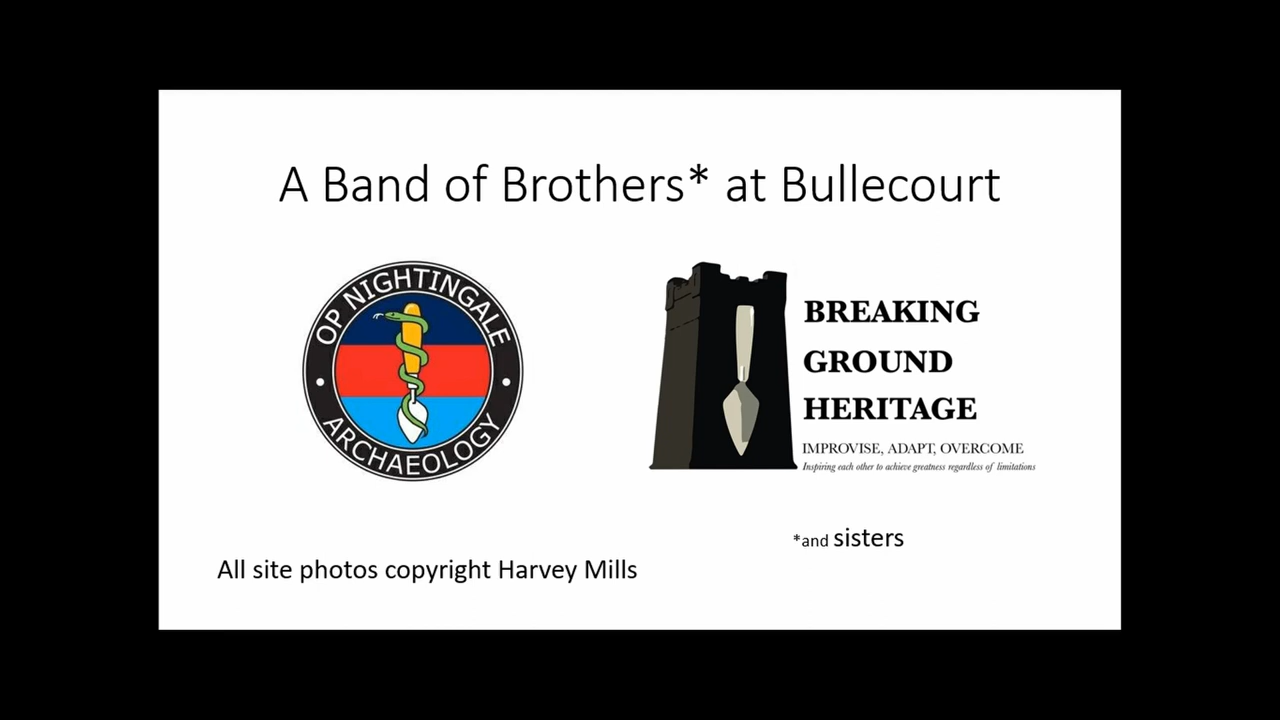 A Band of Brothers* at Bullecourt
OP NIGHTINGALE
ARCHAEOLOGY
BREAKING
GROUND
HERITAGE
IMPROVISE, ADAPT, OVERCOME
Inspiring each other to achieve greatness regardless of limitations
*and sisters
All site photos copyright Harvey Mills